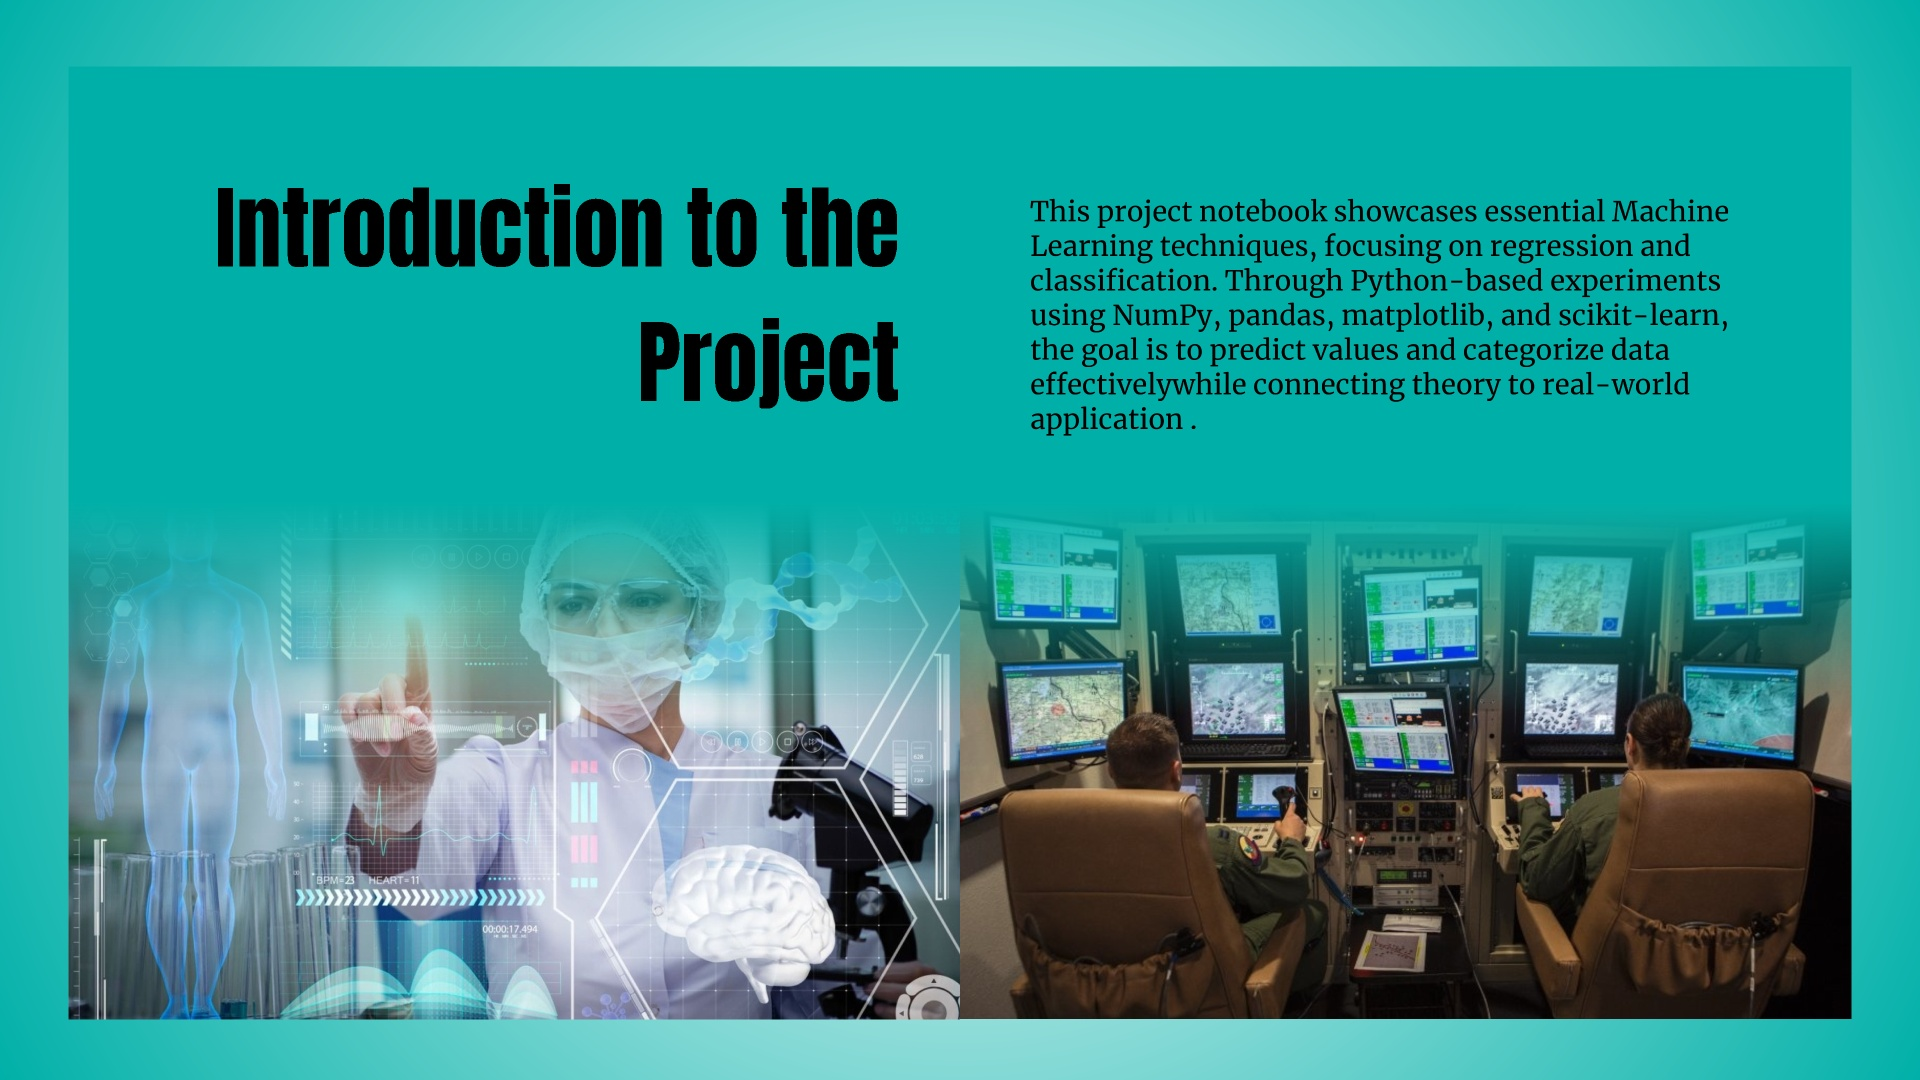 Introduction to the
Project
This project notebook showcases essential Machine
Learning techniques, focusing on regression and
classification. Through Python-based experiments
using NumPy, pandas, matplotlib, and scikit-learn,
the goal is to predict values and categorize data
effectivelywhile connecting theory to real-world
application .
BPM=23 HEART=11
00:00:17.494